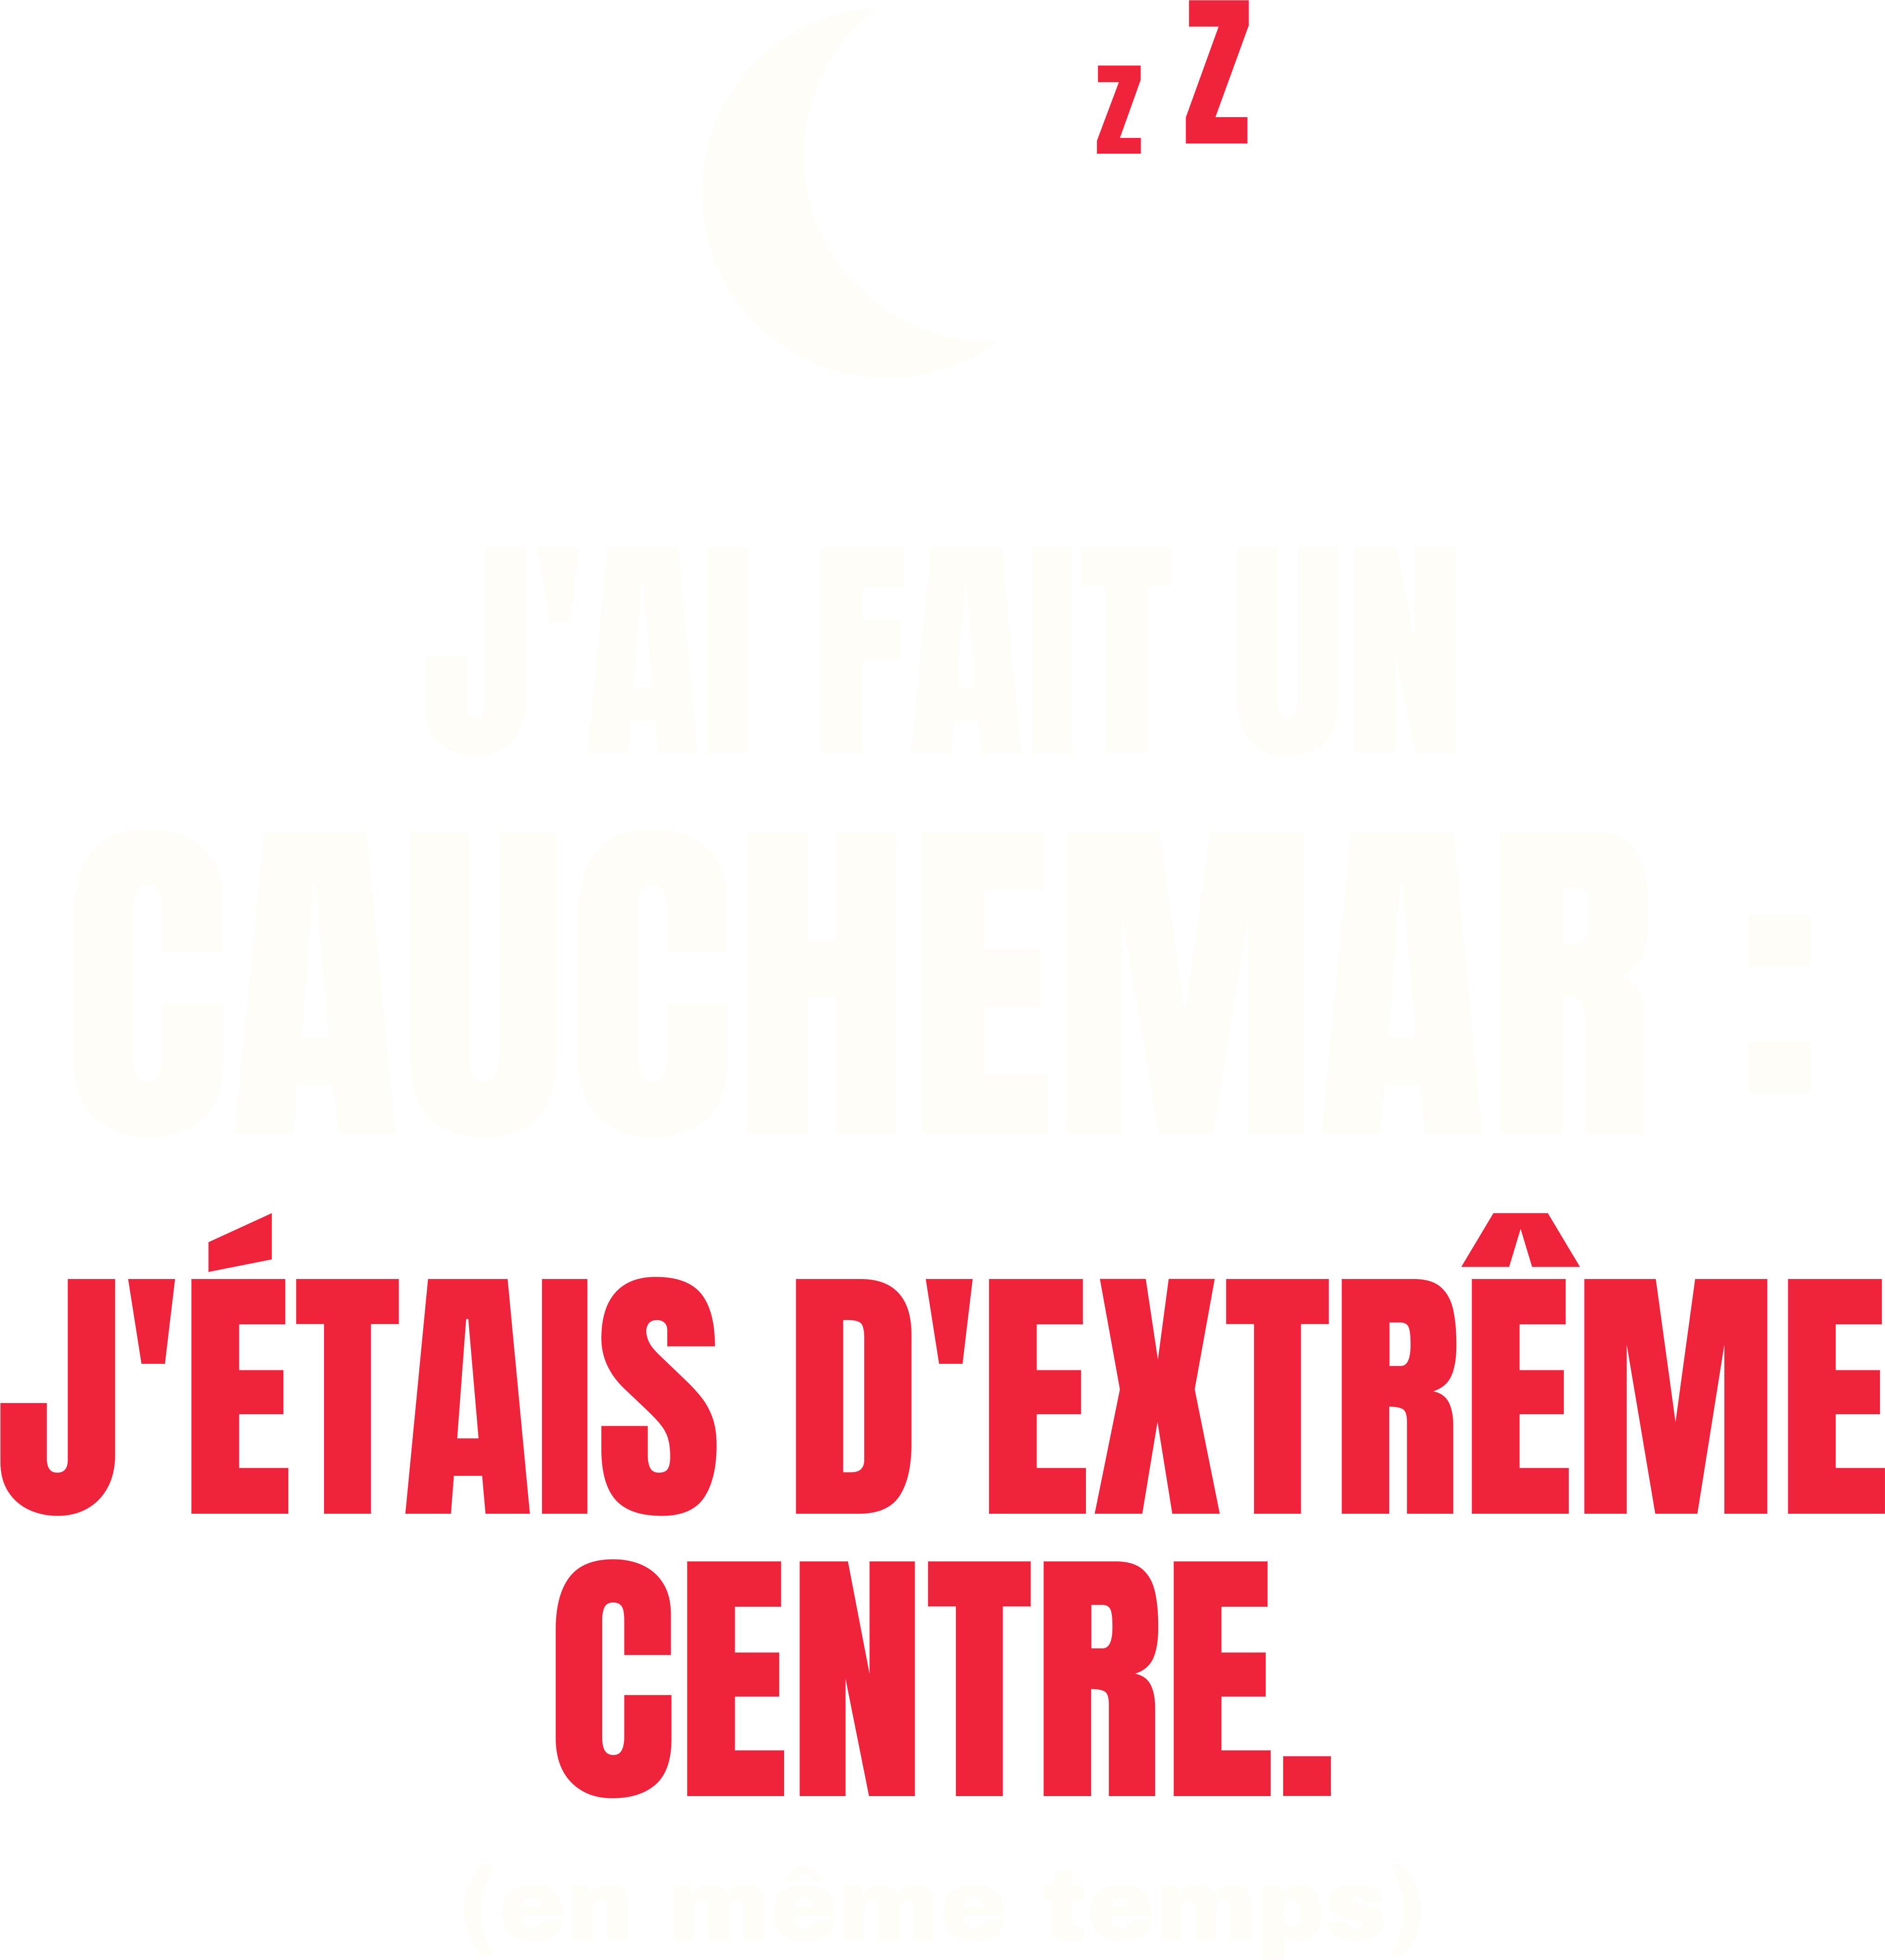 z Z
J'AI FAIT UN
CAUCHEMAR :
J'ÉTAIS D'EXTRÊME
CENTRE.
(en même temps)